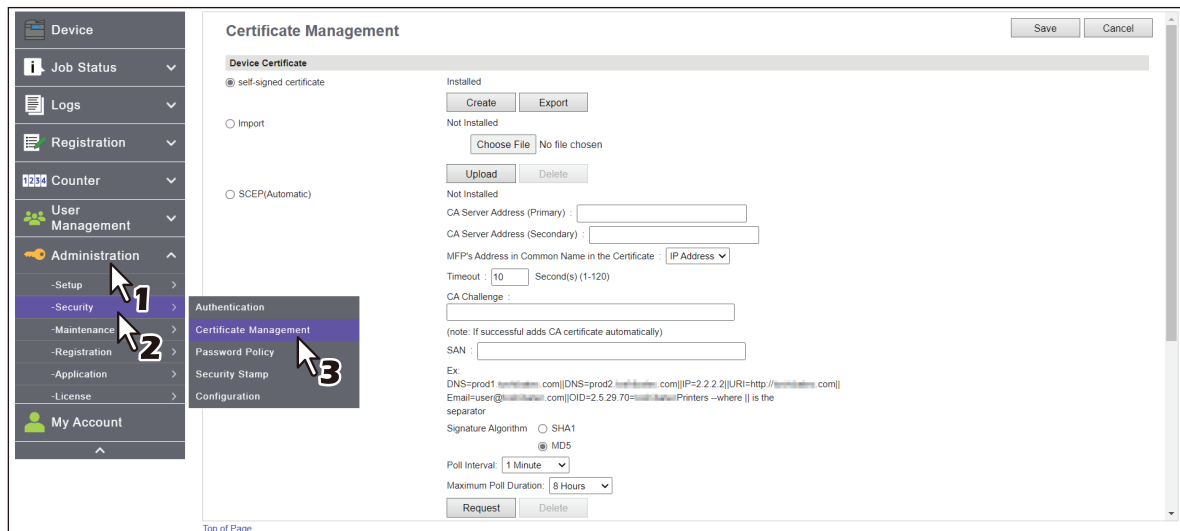 Device
Job Status
Logs
Registration
1234 Counter
User
Management
Administration
-Setup
1
-Security
-Maintenance
2
-Registration
-Application
-License
My Account
Authentication
Certificate Management
Password Policy
3
Security Stamp
Configuration
Certificate Management
Save Cancel
Device Certificate
self-signed certificate Installed
Create Export
Import Not Installed
Choose File No file chosen
Upload Delete
SCEP(Automatic) Not Installed
CA Server Address (Primary) :
CA Server Address (Secondary) :
MFP's Address in Common Name in the Certificate : IP Address
Timeout : 10 Second(s) (1-120)
CA Challenge :
(note: If successful adds CA certificate automatically)
SAN :
Ex:
DNS=prod1. .com||DNS=prod2. .com||IP=2.2.2.2||URI=http:// .com||
Email=user@ .com||OID=2.5.29.70= Printers --where || is the
separator
Signature Algorithm SHA1
MD5
Poll Interval: 1 Minute
Maximum Poll Duration: 8 Hours
Request Delete
Top of Page